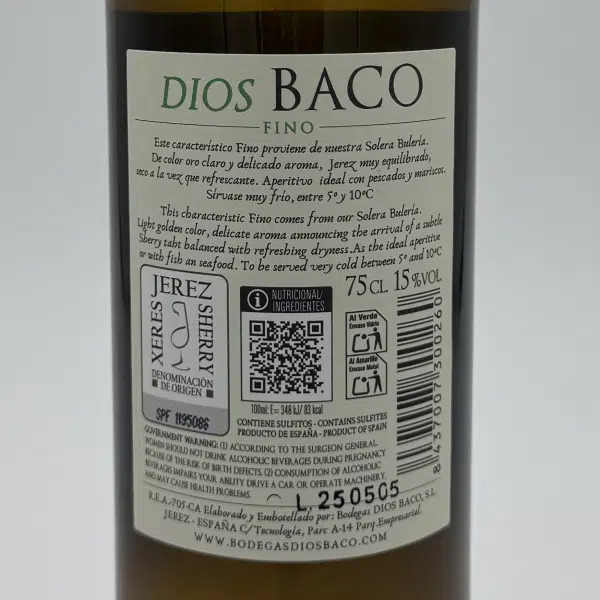 DIOS BACO
FINO
Este característico Fino proviene de nuestra Solera Bulería.
De color oro claro y delicado aroma, Jerez muy equilibrado,
seco a la vez que refrescante. Aperitivo ideal con pescados y mariscos.
Sírvase muy frío, entre 5º y 10ºC
This characteristic Fino comes from our Solera Bulería.
Light golden color, delicate aroma announcing the arrival of a subtle
Sherry taht balanced with refreshing dryness.As the ideal aperitive
or with fish an seafood. To be served very cold between 5º and 10ºC
JEREZ
XERES
SHERRY
DENOMINACIÓN
DE ORIGEN
SPF 1195086
i NUTRICIONAL/
INGREDIENTES
100ml: E= 348 kJ/ 83 kcal
CONTIENE SULFITOS - CONTAINS SULFITES
PRODUCTO DE ESPAÑA - PRODUCT OF SPAIN
75 CL. 15 %VOL
Al Verde
Envase Vidrio
Al Amarillo
Envase Metal
8 437007 300260
GUVERNMENT WARNING: (1) ACCORDING TO THE SURGEON GENERAL
WOMEN SHOULD NOT DRINK ALCOHOLIC BEVERAGES DURING PREGNANCY
BECAUSE OF THE RISK OF BIRTH DEFECTS. (2) CONSUMPTION OF ALCOHOLIC
BEVERAGES IMPAIRS YOUR ABILITY DRIVE A CAR OR OPERATE MACHINERY,
AND MAY CAUSE HEALTH PROBLEMS.
L 250505
R.E.A.-705-CA Elaborado y Embotellado por: Bodegas DIOS BACO, S.L.
JEREZ - ESPAÑA C/ Tecnología, Parc A-14 Parq.Empresarial.
WWW.BODEGASDIOSBACO.COM